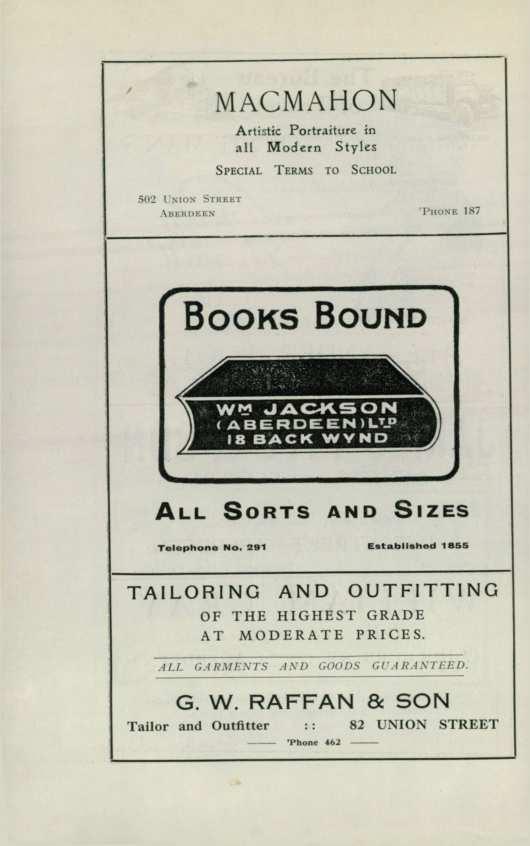 MACMAHON
Artistic Portraiture in
all Modern Styles
SPECIAL TERMS TO SCHOOL
502 UNION STREET
ABERDEEN
'PHONE 187
BOOKS BOUND
WM JACKSON
(ABERDEEN) LTD
18 BACK WYND
ALL SORTS AND SIZES
Telephone No. 291
Established 1855
TAILORING AND OUTFITTING
OF THE HIGHEST GRADE
AT MODERATE PRICES.
ALL GARMENTS AND GOODS GUARANTEED.
G. W. RAFFAN & SON
Tailor and Outfitter :: 82 UNION STREET
'Phone 462